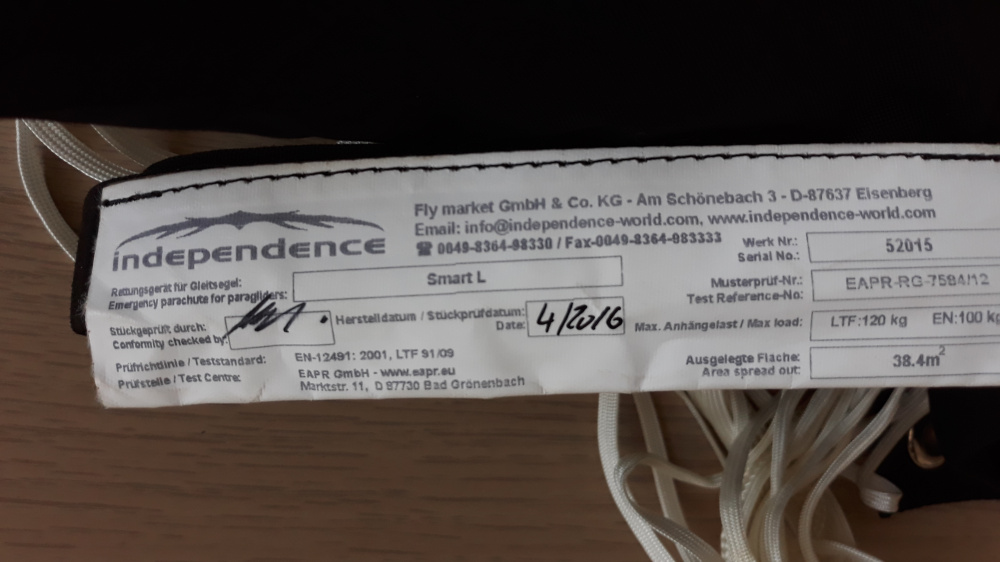 independence
Fly market GmbH & Co. KG - Am Schönebach 3 - D-87637 Eisenberg
Email: info@independence-world.com, www.independence-world.com
☎ 0049-8364-98330 / Fax-0049-8364-983333
Werk Nr.:
Serial No.:
52015
Rettungsgerät für Gleitsegel:
Emergency parachute for paragliders:
Smart L
Musterprüf-Nr.:
Test Reference-No:
EAPR-RG-7584/12
Stückgeprüft durch:
Conformity checked by:
Herstelldatum / Stückprüfdatum:
Date:
4/2016
Max. Anhängelast / Max load:
LTF:120 kg EN:100 kg
Prüfrichtlinie / Teststandard:
EN-12491: 2001, LTF 91/09
Prüfstelle / Test Centre:
EAPR GmbH - www.eapr.eu
Marktstr. 11, D 87730 Bad Grönenbach
Ausgelegte Fläche:
Area spread out:
38.4m²